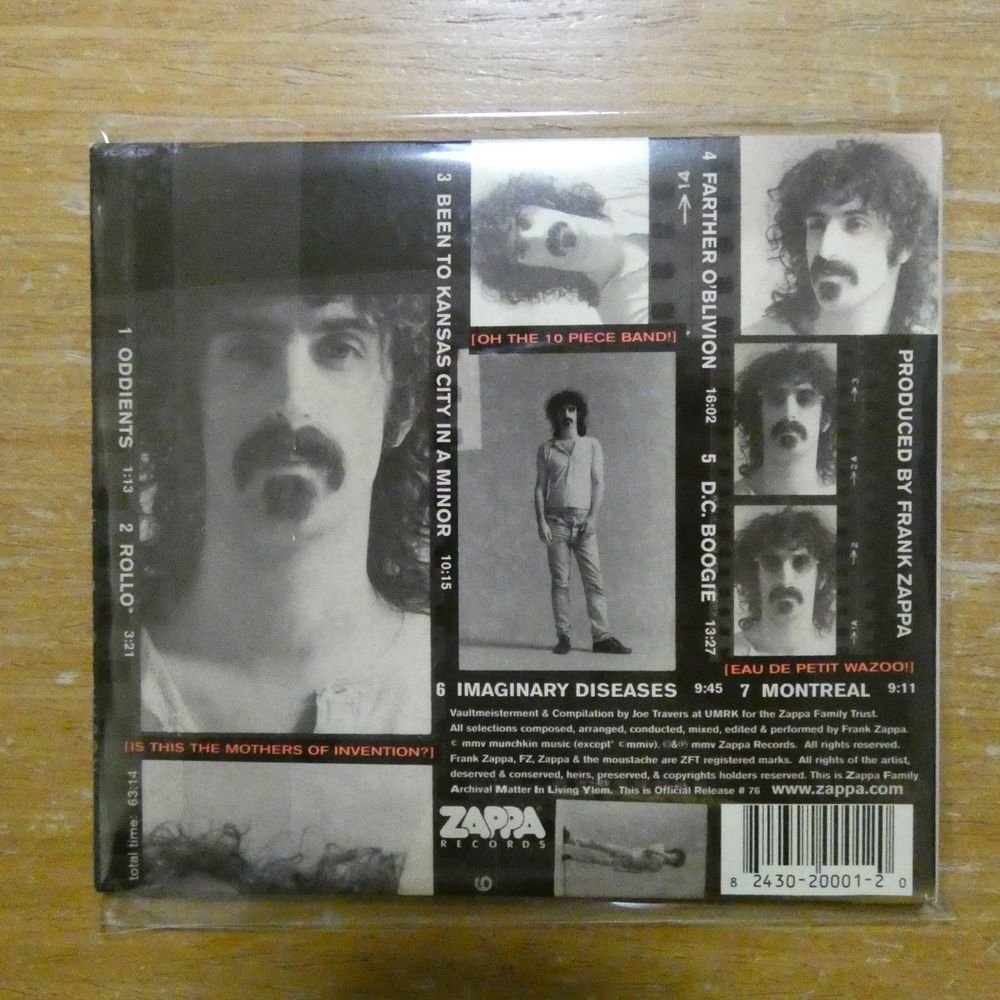 1 ODDIENTS 1:13 2 ROLLO* 3:21
[IS THIS THE MOTHERS OF INVENTION?]
total time: 63:14
3 BEEN TO KANSAS CITY IN A MINOR 10:15
[OH THE 10 PIECE BAND!]
4 FARTHER O'BLIVION 16:02 5 D.C. BOOGIE 13:27
14
[EAU DE PETIT WAZOO!]
PRODUCED BY FRANK ZAPPA
6 IMAGINARY DISEASES 9:45 7 MONTREAL 9:11
Vaultmeisterment & Compilation by Joe Travers at UMRK for the Zappa Family Trust.
All selections composed, arranged, conducted, mixed, edited & performed by Frank Zappa.
c mmv munchkin music (except* c mmiv). ©&℗ mmv Zappa Records. All rights reserved.
Frank Zappa, FZ, Zappa & the moustache are ZFT registered marks. All rights of the artist,
deserved & conserved, heirs, preserved, & copyrights holders reserved. This is Zappa Family
Archival Matter In Living Ylem. This is Official Release # 76 www.zappa.com
ZAPPA
RECORDS
8 2430-20001-2 0